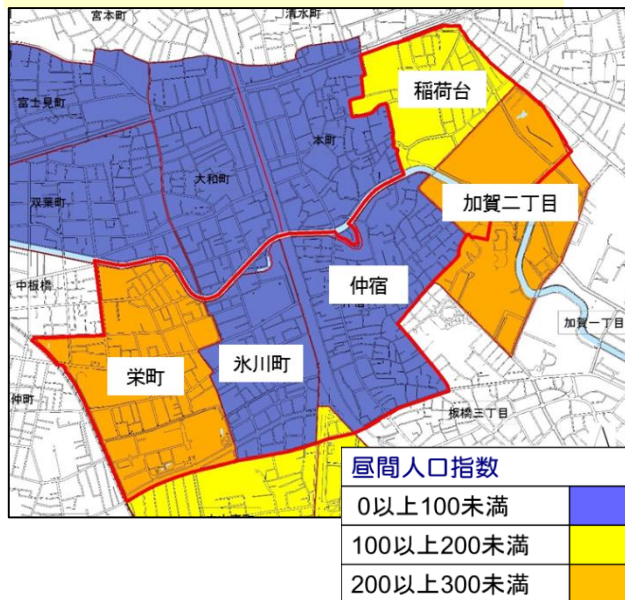 宮本町
清水町
稲荷台
富士見町
本町
大和町
双葉町
加賀二丁目
中板橋
仲宿
加賀一丁目
氷川町
栄町
仲町
板橋三丁目
昼間人口指数
0以上100未満
100以上200未満
200以上300未満